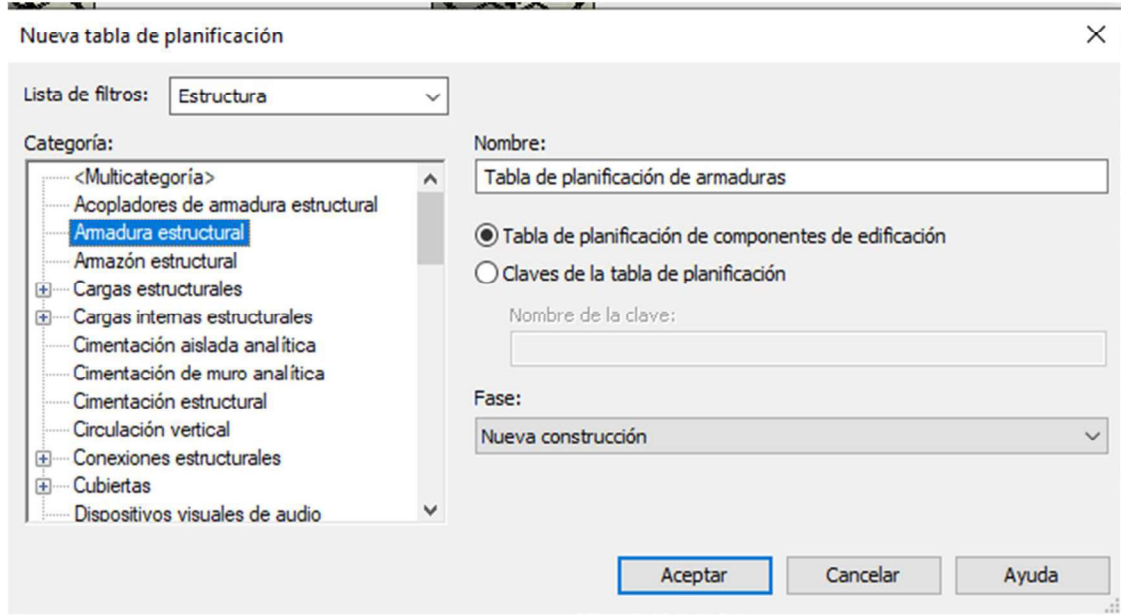 Nueva tabla de planificación
Lista de filtros: Estructura
Categoría:
<Multicategoría>
Acopladores de armadura estructural
Armadura estructural
Armazón estructural
Cargas estructurales
Cargas internas estructurales
Cimentación aislada analítica
Cimentación de muro analítica
Cimentación estructural
Circulación vertical
Conexiones estructurales
Cubiertas
Dispositivos visuales de audio
Nombre:
Tabla de planificación de armaduras
Tabla de planificación de componentes de edificación
Claves de la tabla de planificación
Nombre de la clave:
Fase:
Nueva construcción
Aceptar Cancelar Ayuda